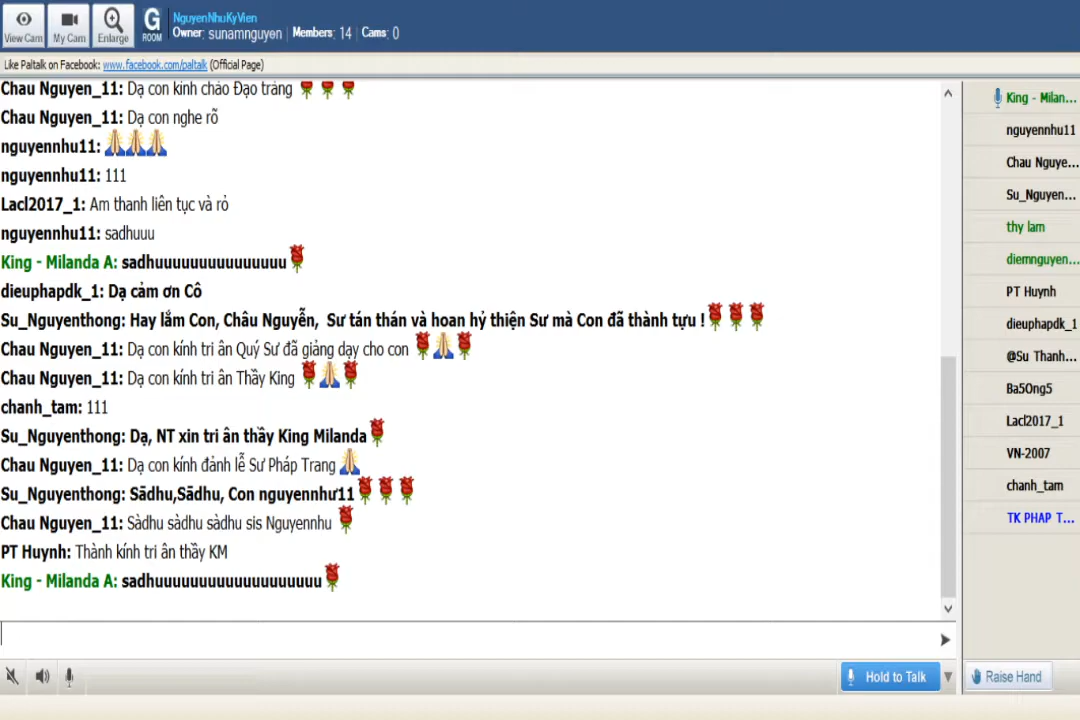 NguyenNhuKyVien
View Cam My Cam Enlarge G ROOM Owner: sunamnguyen Members: 14 Cams: 0
Like Paltalk on Facebook: www.facebook.com/paltalk (Official Page)
Chau Nguyen_11: Dạ con kính chào Đạo tràng
Chau Nguyen_11: Dạ con nghe rõ
nguyennhu11:
nguyennhu11: 111
Lacl2017_1: Am thanh liên tục và rỏ
nguyennhu11: sadhuuu
King - Milanda A: sadhuuuuuuuuuuuuuuu
dieuphapdk_1: Dạ cảm ơn Cô
Su_Nguyenthong: Hay lắm Con, Châu Nguyễn, Sư tán thán và hoan hỷ thiện Sư mà Con đã thành tựu !
Chau Nguyen_11: Dạ con kính tri ân Quý Sư đã giảng dạy cho con
Chau Nguyen_11: Dạ con kính tri ân Thầy King
chanh_tam: 111
Su_Nguyenthong: Dạ, NT xin tri ân thầy King Milanda
Chau Nguyen_11: Dạ con kính đảnh lễ Sư Pháp Trang
Su_Nguyenthong: Sādhu,Sādhu, Con nguyennhư11
Chau Nguyen_11: Sàdhu sàdhu sàdhu sis Nguyennhu
PT Huynh: Thành kính tri ân thầy KM
King - Milanda A: sadhuuuuuuuuuuuuuuuuuuu
King - Milan...
nguyennhu11
Chau Nguye...
Su_Nguyen...
thy lam
diemnguyen...
PT Huynh
dieuphapdk_1
@Su Thanh...
Ba5Ong5
Lacl2017_1
VN-2007
chanh_tam
TK PHAP T...
Hold to Talk
Raise Hand